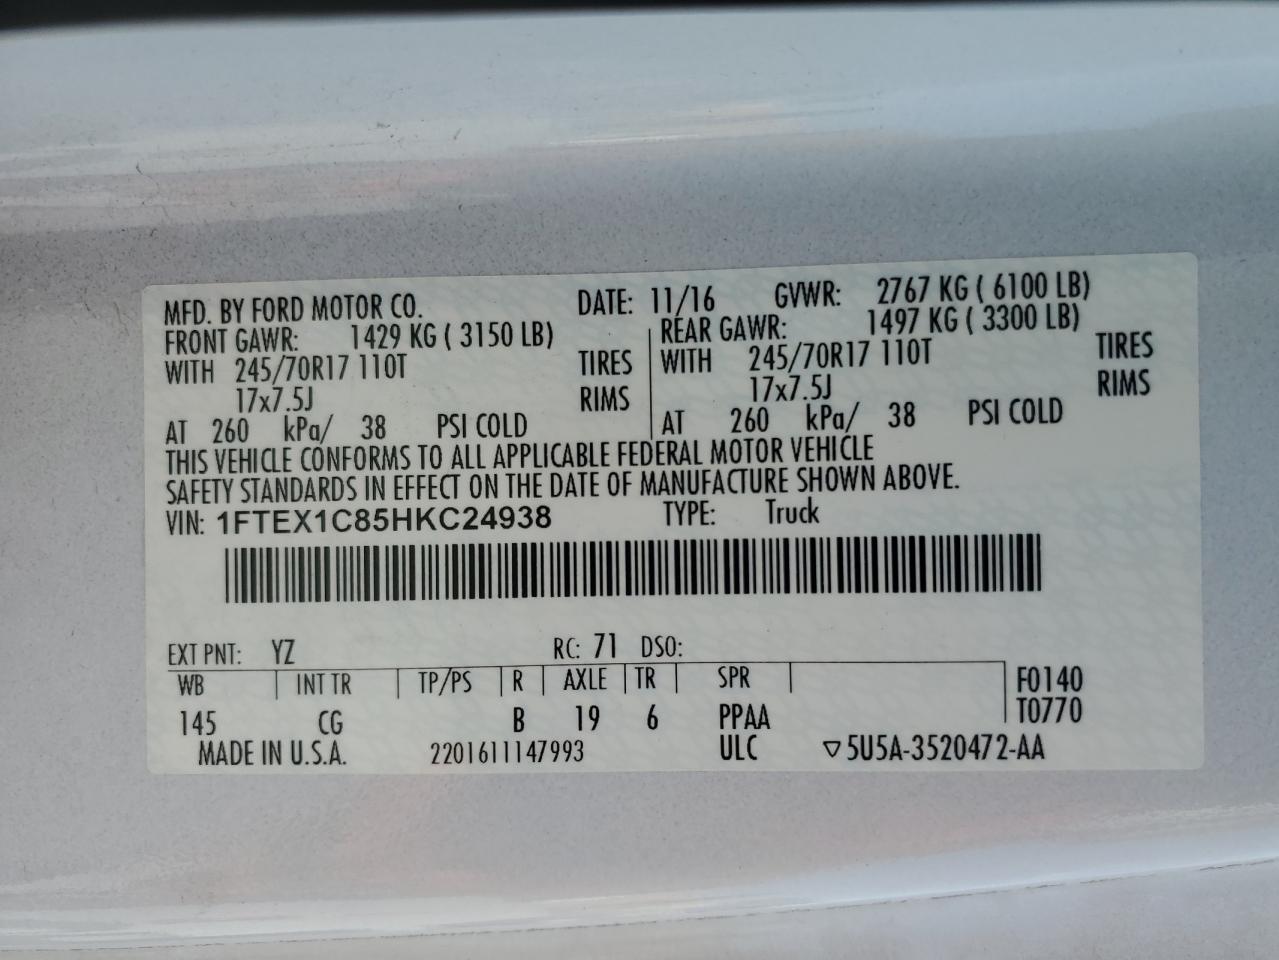 MFD. BY FORD MOTOR CO. DATE: 11/16 GVWR: 2767 KG ( 6100 LB)
FRONT GAWR: 1429 KG ( 3150 LB) REAR GAWR: 1497 KG ( 3300 LB)
WITH 245/70R17 110T TIRES WITH 245/70R17 110T TIRES
17x7.5J RIMS 17x7.5J RIMS
AT 260 kPa/ 38 PSI COLD AT 260 kPa/ 38 PSI COLD
THIS VEHICLE CONFORMS TO ALL APPLICABLE FEDERAL MOTOR VEHICLE
SAFETY STANDARDS IN EFFECT ON THE DATE OF MANUFACTURE SHOWN ABOVE.
VIN: 1FTEX1C85HKC24938 TYPE: Truck
EXT PNT: YZ RC: 71 DSO:
WB INT TR TP/PS R AXLE TR SPR F0140
145 CG B 19 6 PPAA T0770
MADE IN U.S.A. 2201611147993 ULC ▽5U5A-3520472-AA